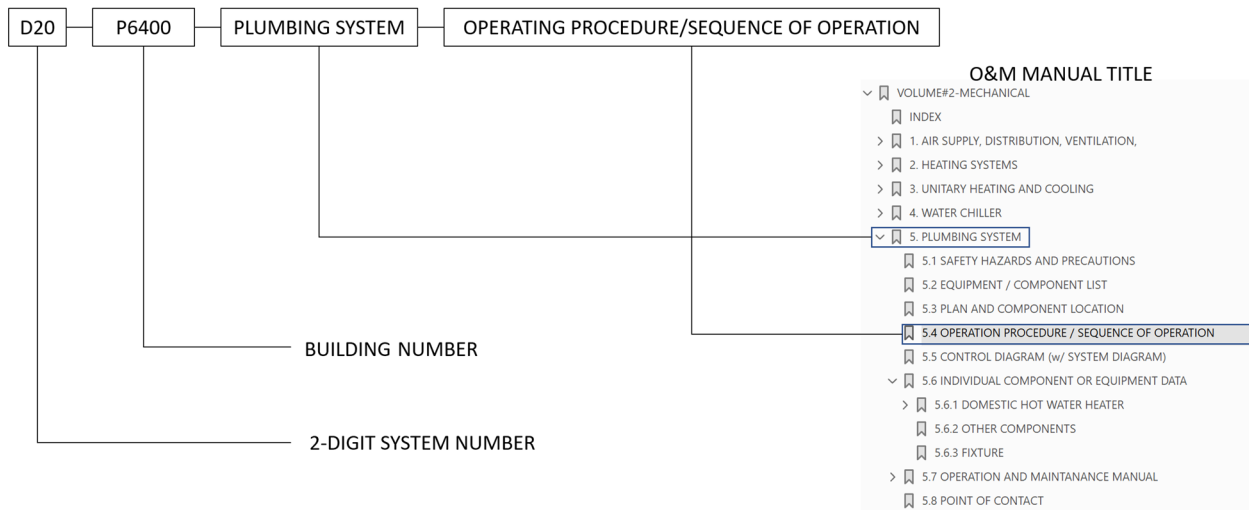 D20
P6400
PLUMBING SYSTEM
OPERATING PROCEDURE/SEQUENCE OF OPERATION
O&M MANUAL TITLE
VOLUME#2-MECHANICAL
INDEX
1. AIR SUPPLY, DISTRIBUTION, VENTILATION,
2. HEATING SYSTEMS
3. UNITARY HEATING AND COOLING
4. WATER CHILLER
5. PLUMBING SYSTEM
5.1 SAFETY HAZARDS AND PRECAUTIONS
5.2 EQUIPMENT / COMPONENT LIST
5.3 PLAN AND COMPONENT LOCATION
5.4 OPERATION PROCEDURE / SEQUENCE OF OPERATION
5.5 CONTROL DIAGRAM (w/ SYSTEM DIAGRAM)
5.6 INDIVIDUAL COMPONENT OR EQUIPMENT DATA
5.6.1 DOMESTIC HOT WATER HEATER
5.6.2 OTHER COMPONENTS
5.6.3 FIXTURE
5.7 OPERATION AND MAINTANANCE MANUAL
5.8 POINT OF CONTACT
BUILDING NUMBER
2-DIGIT SYSTEM NUMBER